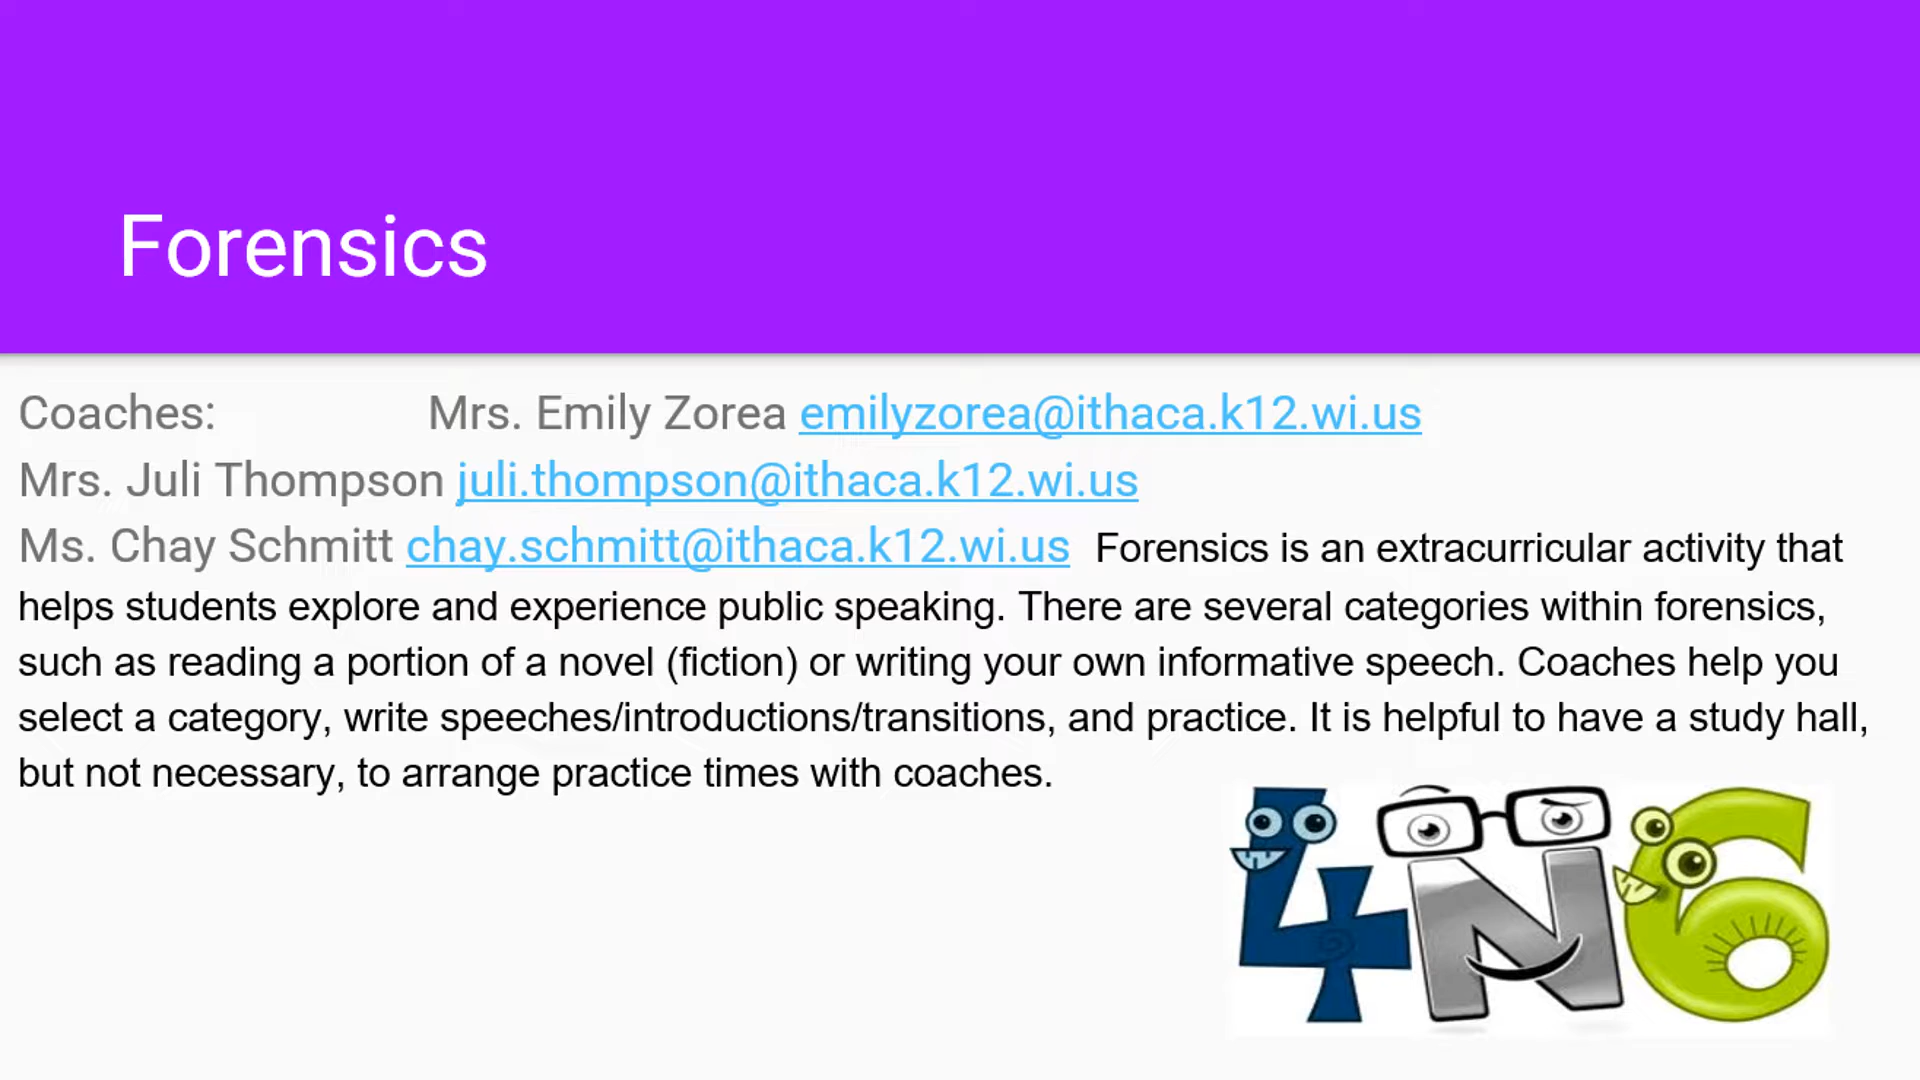 Forensics
Coaches: Mrs. Emily Zorea emilyzorea@ithaca.k12.wi.us
Mrs. Juli Thompson juli.thompson@ithaca.k12.wi.us
Ms. Chay Schmitt chay.schmitt@ithaca.k12.wi.us Forensics is an extracurricular activity that
helps students explore and experience public speaking. There are several categories within forensics,
such as reading a portion of a novel (fiction) or writing your own informative speech. Coaches help you
select a category, write speeches/introductions/transitions, and practice. It is helpful to have a study hall,
but not necessary, to arrange practice times with coaches.
4N6